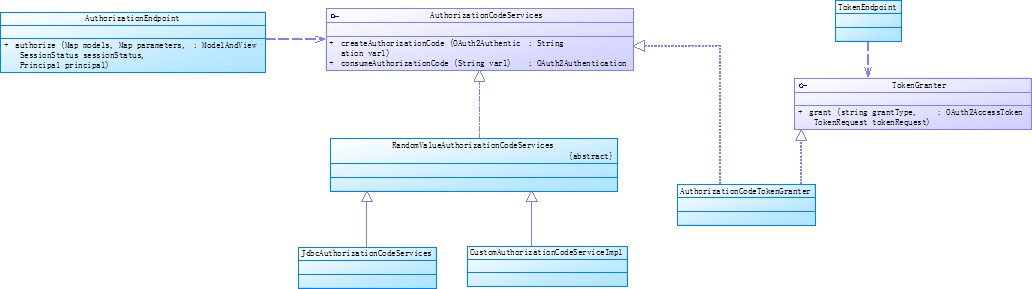 AuthorizationEndpoint
+ authorize (Map models, Map parameters, : ModelAndView
SessionStatus sessionStatus,
Principal principal)
AuthorizationCodeServices
+ createAuthorizationCode (OAuth2Authentic : String
ation var1)
+ consumeAuthorizationCode (String var1) : OAuth2Authentication
TokenEndpoint
TokenGranter
+ grant (string grantType, : OAuth2AccessToken
TokenRequest tokenRequest)
RandomValueAuthorizationCodeServices
{abstract}
AuthorizationCodeTokenGranter
JdbcAuthorizationCodeServices
CustomAuthorizationCodeServiceImpl